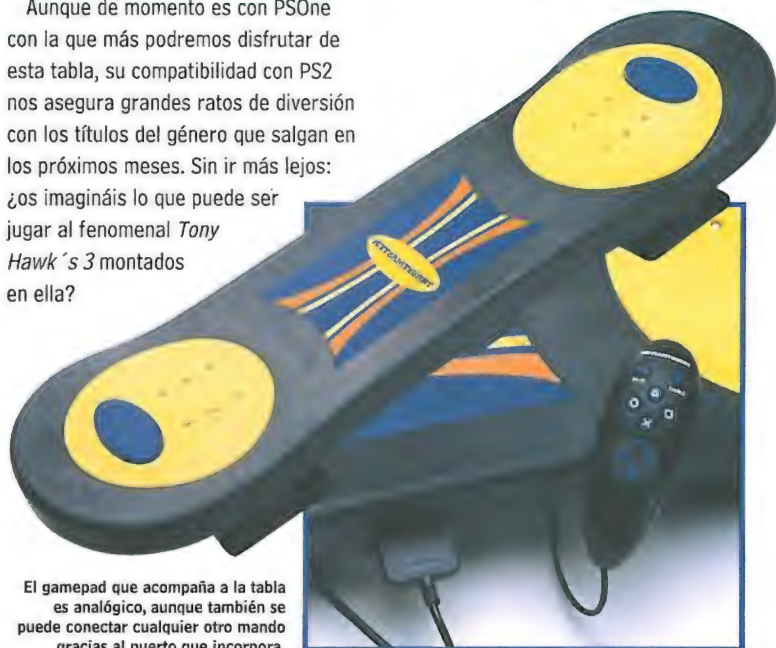 Aunque de momento es con PSOne
con la que más podremos disfrutar de
esta tabla, su compatibilidad con PS2
nos asegura grandes ratos de diversión
con los títulos del género que salgan en
los próximos meses. Sin ir más lejos:
¿os imagináis lo que puede ser
jugar al fenomenal Tony
Hawk´s 3 montados
en ella?
El gamepad que acompaña a la tabla
es analógico, aunque también se
puede conectar cualquier otro mando
gracias al puerto que incorpora.